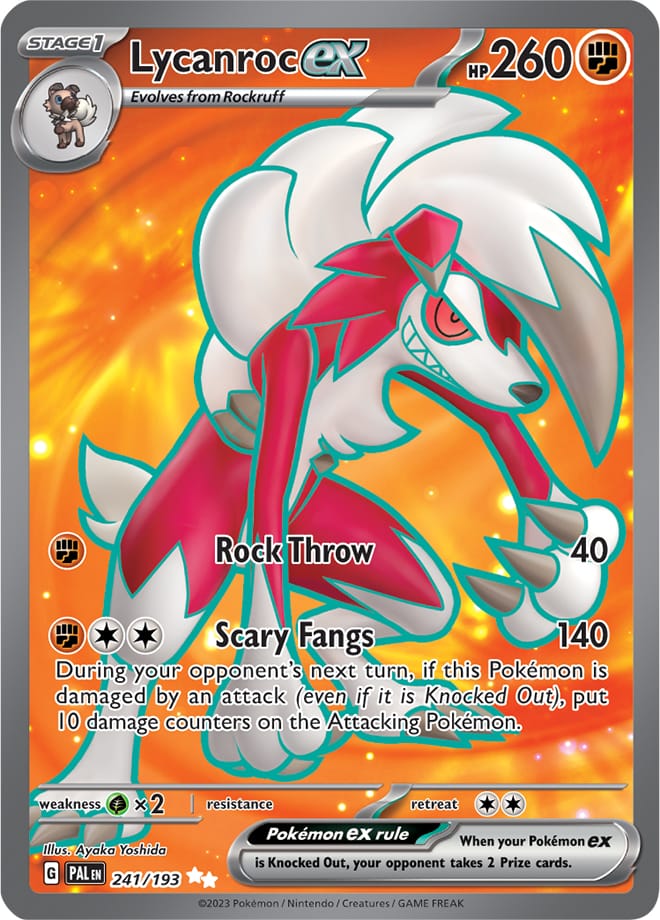 STAGE 1
Lycanroc ex
HP 260
Evolves from Rockruff
Rock Throw 40
Scary Fangs 140
During your opponent's next turn, if this Pokémon is
damaged by an attack (even if it is Knocked Out), put
10 damage counters on the Attacking Pokémon.
weakness ×2 resistance retreat
Illus. Ayaka Yoshida
Pokémon ex rule When your Pokémon ex
is Knocked Out, your opponent takes 2 Prize cards.
G PAL EN 241/193
©2023 Pokémon / Nintendo / Creatures / GAME FREAK